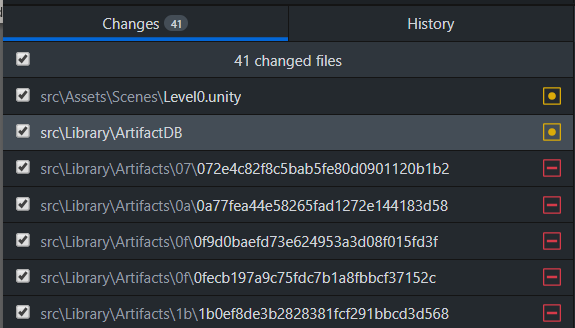 Changes 41 History
41 changed files
src\Assets\Scenes\Level0.unity
src\Library\ArtifactDB
src\Library\Artifacts\07\072e4c82f8c5bab5fe80d0901120b1b2
src\Library\Artifacts\0a\0a77fea44e58265fad1272e144183d58
src\Library\Artifacts\0f\0f9d0baefd73e624953a3d08f015fd3f
src\Library\Artifacts\0f\0fecb197a9c75fdc7b1a8fbbcf37152c
src\Library\Artifacts\1b\1b0ef8de3b2828381fcf291bbcd3d568